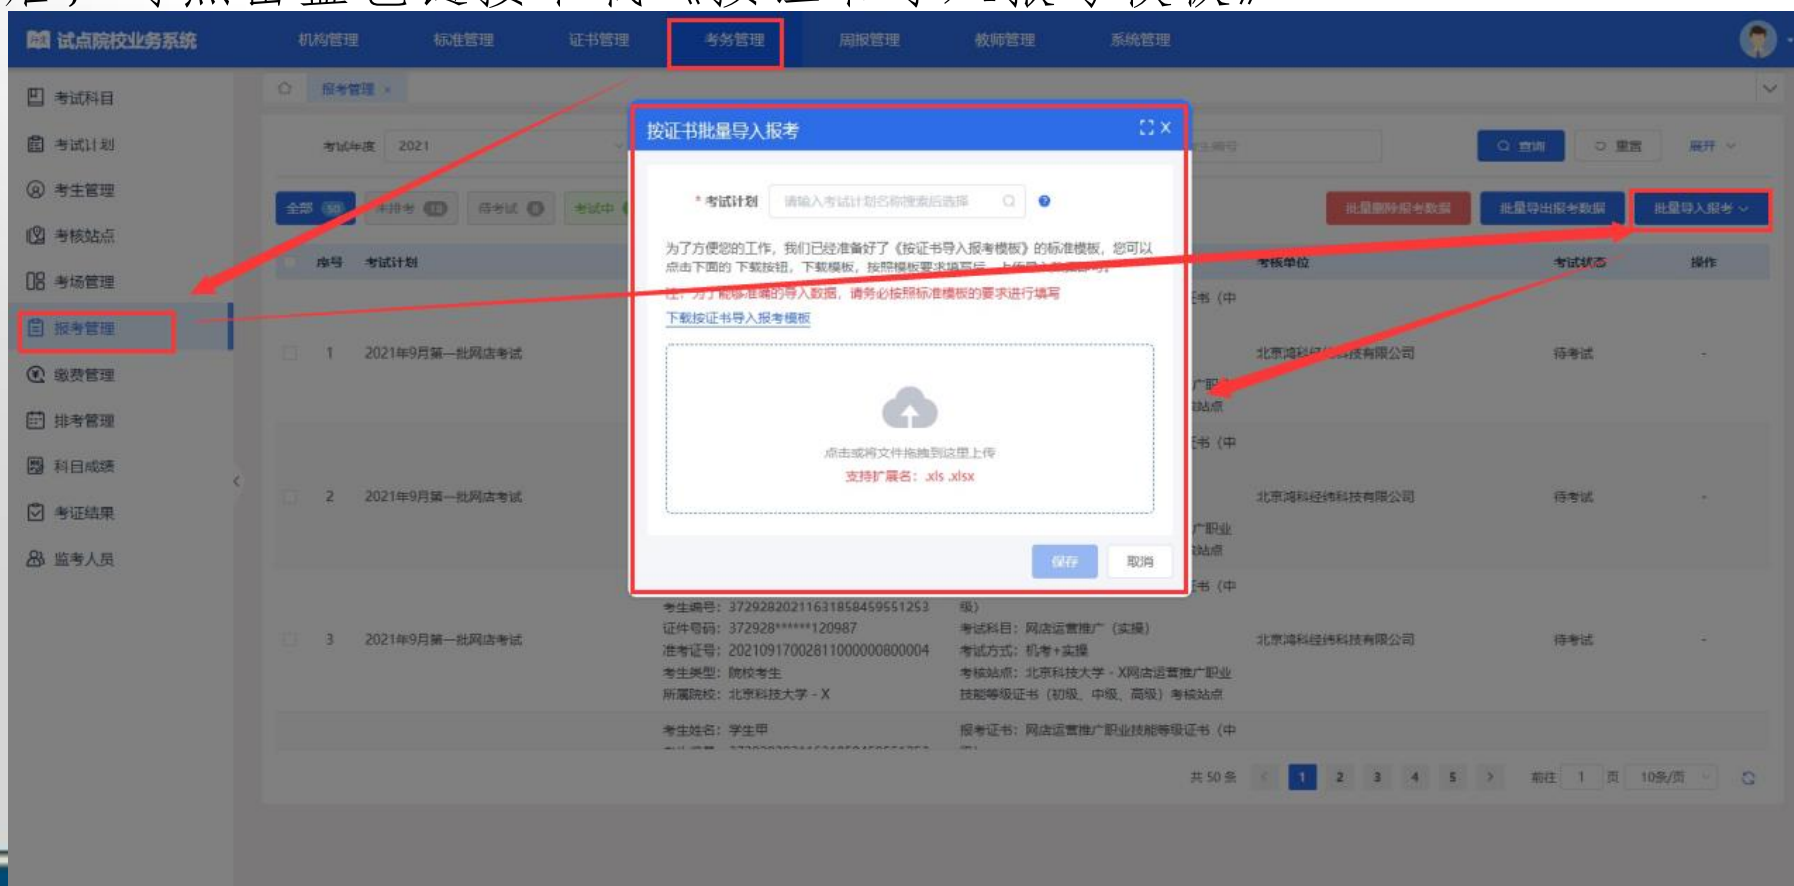 试点院校业务系统
机构管理 标准管理 证书管理 考务管理 周报管理 教师管理 系统管理
考试科目
考试计划
考生管理
考核站点
考场管理
报考管理
缴费管理
排考管理
科目成绩
考证结果
监考人员
报考管理 ×
考试年度 2021
查询 重置 展开
全部 50 未排考 待考试 考试中
批量删除报考数据 批量导出报考数据 批量导入报考
序号 考试计划 考核单位 考试状态 操作
按证书批量导入报考
* 考试计划 请输入考试计划名称搜索后选择
为了方便您的工作，我们已经准备好了《按证书导入报考模板》的标准模板，您可以
点击下面的 下载按钮，下载模板，按照模板要求填写后，上传
注：为了能够准确的导入数据，请务必按照标准模板的要求进行填写
下载按证书导入报考模板
点击或将文件拖拽到这里上传
支持扩展名：.xls .xlsx
保存 取消
证书（中
1 2021年9月第一批网店考试 北京鸿科经纬科技有限公司 待考试 -
站点
证书（中
2 2021年9月第一批网店考试 北京鸿科经纬科技有限公司 待考试 -
广职业
站点
证书（中
考生编号：37292820211631858459551253 级）
证件号码：372928******120987 考试科目：网店运营推广（实操）
3 2021年9月第一批网店考试 北京鸿科经纬科技有限公司 待考试 -
准考证号：20210917002811000000800004 考试方式：机考+实操
考生类型：院校考生 考核站点：北京科技大学 - X网店运营推广职业
所属院校：北京科技大学 - X 技能等级证书（初级、中级、高级）考核站点
考生姓名：学生甲 报考证书：网店运营推广职业技能等级证书（中
共 50 条 < 1 2 3 4 5 > 前往 1 页 10条/页